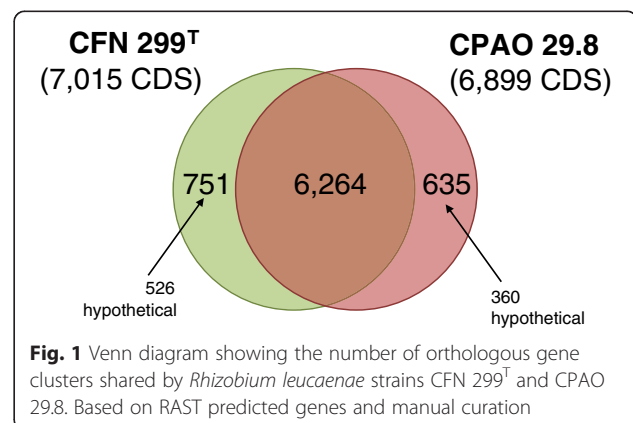 CFN 299ᵀ
(7,015 CDS)
CPAO 29.8
(6,899 CDS)
751
6,264
635
526
hypothetical
360
hypothetical
Fig. 1 Venn diagram showing the number of orthologous gene
clusters shared by Rhizobium leucaenae strains CFN 299ᵀ and CPAO
29.8. Based on RAST predicted genes and manual curation